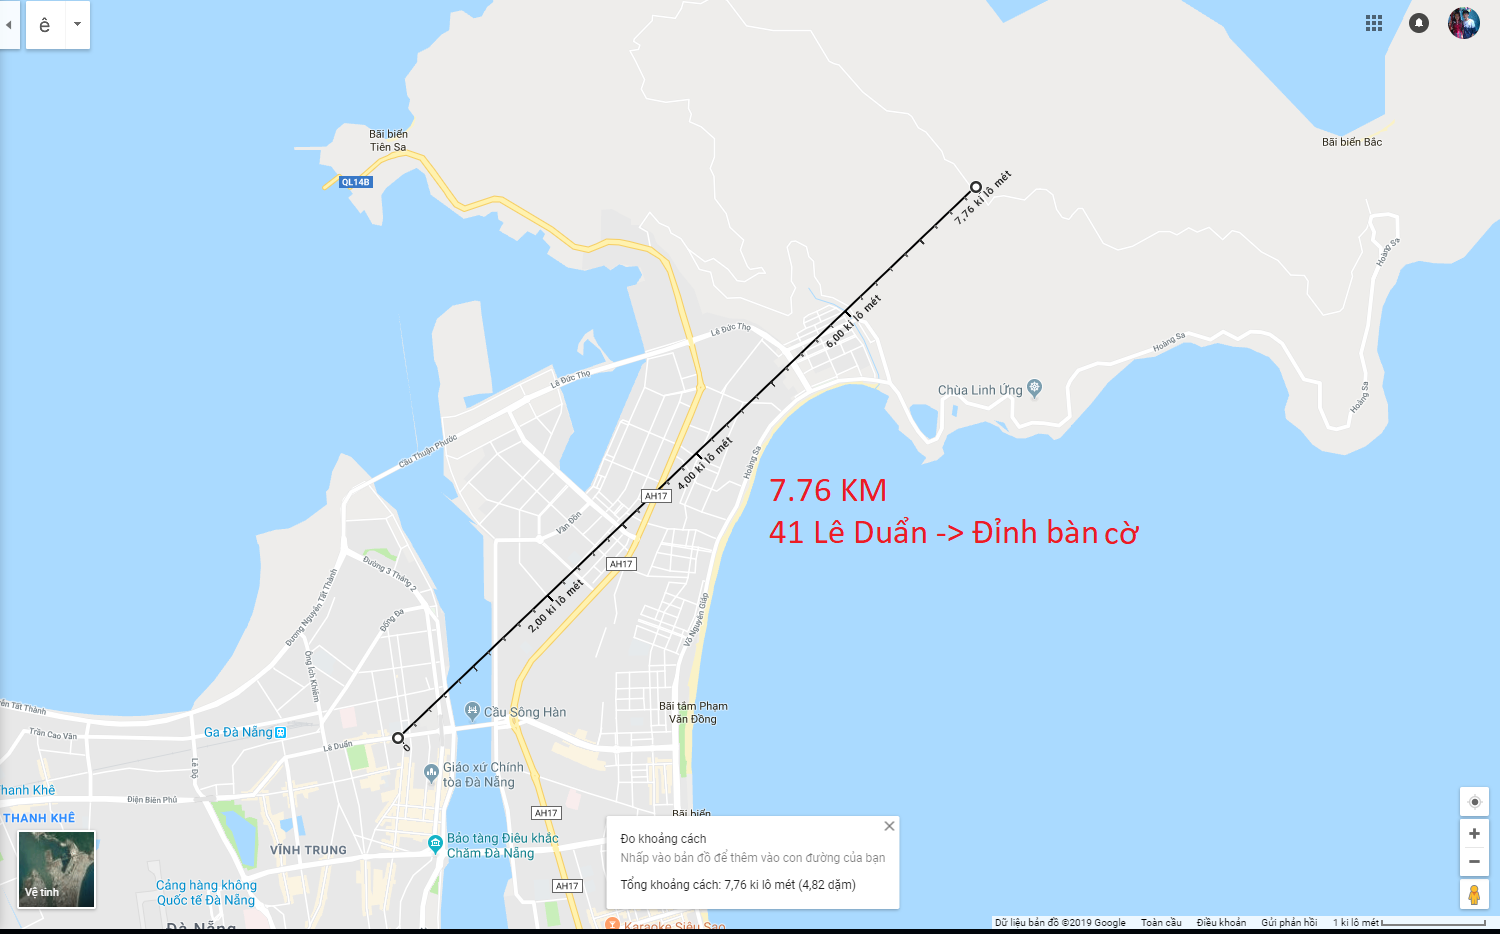 ê
Bãi biển
Tiên Sa
QL14B
Bãi biển Bắc
7,76 ki lô mét
Hoàng Sa
6,00 ki lô mét
Lê Đức Thọ
Hoàng Sa
Lê Đức Thọ
Chùa Linh Ứng
Hoàng Sa
Cầu Thuận Phước
4,00 ki lô mét
Hoàng Sa
AH17
7.76 KM
41 Lê Duẩn -> Đỉnh bàn cờ
Vân Đồn
AH17
Đường 3 Tháng 2
Đường Nguyễn Tất Thành
2,00 ki lô mét
Đống Đa
Võ Nguyên Giáp
Ông Ích Khiêm
yễn Tất Thành
Bãi tắm Phạm
Văn Đồng
Cầu Sông Hàn
Trần Cao Vân
Ga Đà Nẵng
Lê Duẩn
0
Lê Độ
Giáo xứ Chính
tòa Đà Nẵng
Thanh Khê
Điện Biên Phủ
THANH KHÊ
AH17
Bãi biển
VĨNH TRUNG
Bảo tàng Điêu khắc
Chăm Đà Nẵng
Đo khoảng cách
Nhấp vào bản đồ để thêm vào con đường của bạn
Tổng khoảng cách: 7,76 ki lô mét (4,82 dặm)
Vệ tinh
Cảng hàng không
Quốc tế Đà Nẵng
AH17
Đà Nẵng
Karaoke Siêu Sao
Dữ liệu bản đồ ©2019 Google Toàn cầu Điều khoản Gửi phản hồi 1 ki lô mét